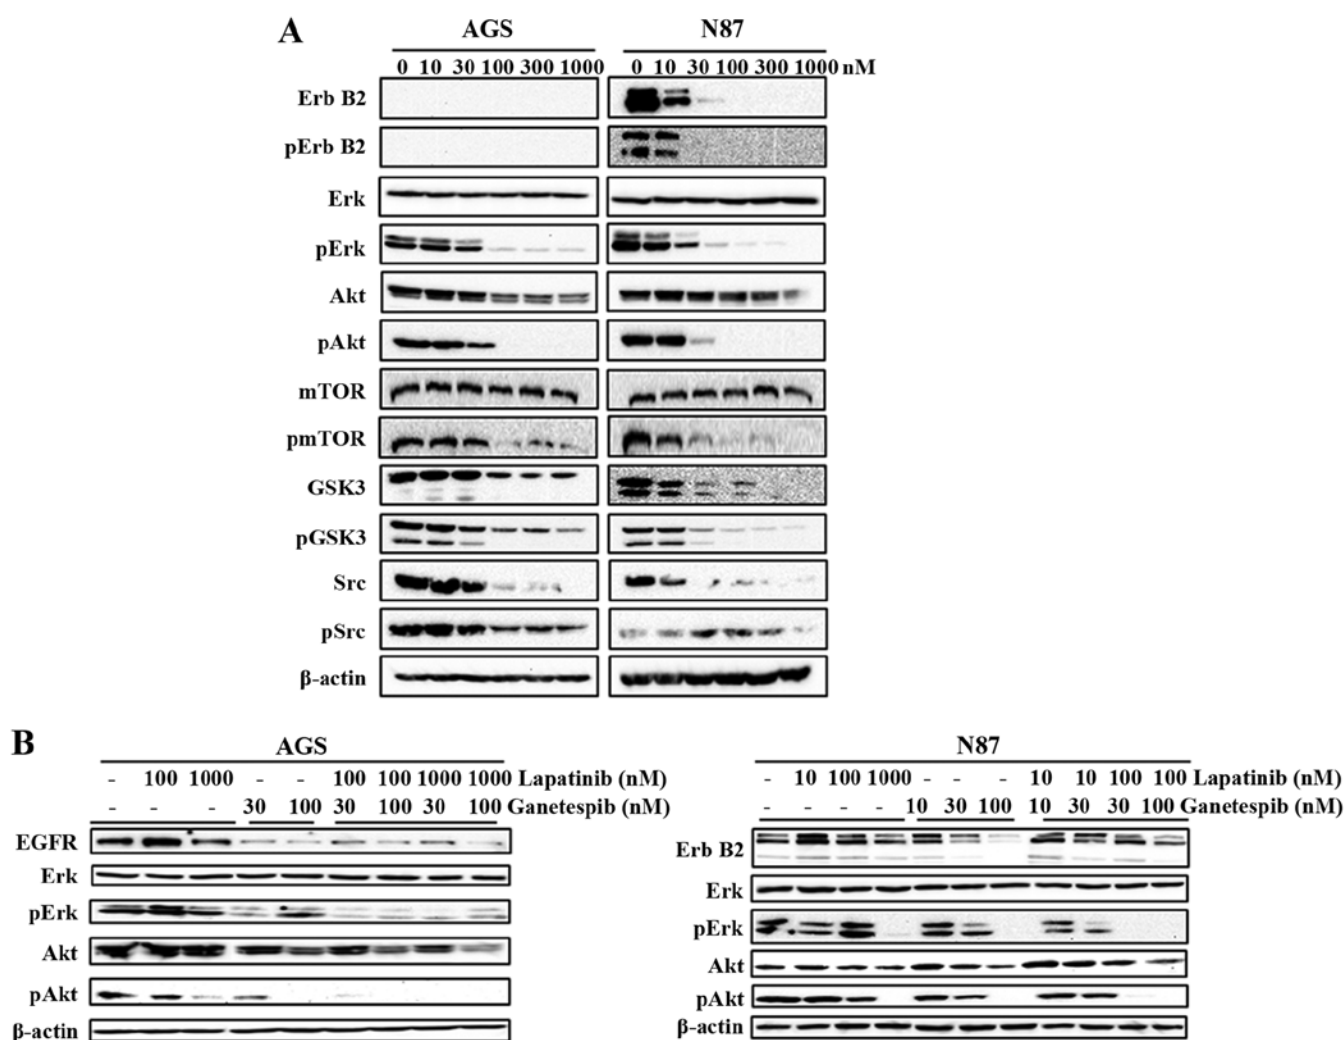 A
AGS N87
0 10 30 100 300 1000 0 10 30 100 300 1000 nM
Erb B2
pErb B2
Erk
pErk
Akt
pAkt
mTOR
pmTOR
GSK3
pGSK3
Src
pSrc
β-actin
B
AGS
- 100 1000 - - 100 100 1000 1000 Lapatinib (nM)
- - - 30 100 30 100 30 100 Ganetespib (nM)
EGFR
Erk
pErk
Akt
pAkt
β-actin
N87
- 10 100 1000 - - - 10 10 100 100 Lapatinib (nM)
- - - - 10 30 100 10 30 30 100 Ganetespib (nM)
Erb B2
Erk
pErk
Akt
pAkt
β-actin